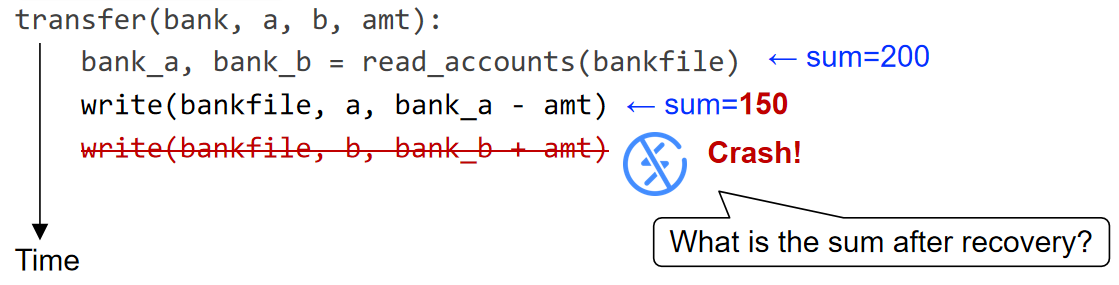 transfer(bank, a, b, amt):
bank_a, bank_b = read_accounts(bankfile) ← sum=200
write(bankfile, a, bank_a - amt) ← sum=150
write(bankfile, b, bank_b + amt) Crash!
What is the sum after recovery?
Time